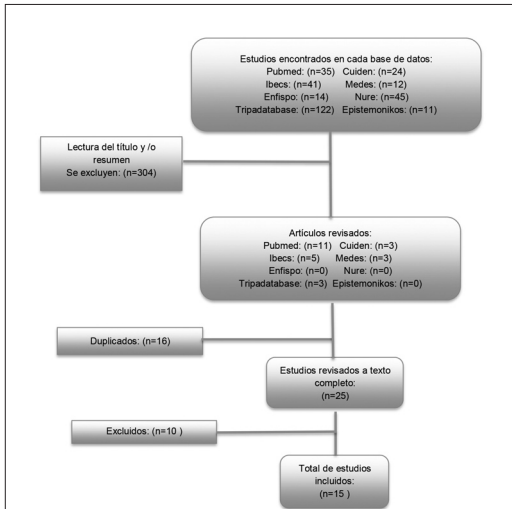 Estudios encontrados en cada base de datos:
Pubmed: (n=35) Cuiden: (n=24)
Ibecs: (n=41) Medes: (n=12)
Enfispo: (n=14) Nure: (n=45)
Tripadatabase: (n=122) Epistemonikos: (n=11)
Lectura del título y /o
resumen
Se excluyen: (n=304)
Artículos revisados:
Pubmed: (n=11) Cuiden: (n=3)
Ibecs: (n=5) Medes: (n=3)
Enfispo: (n=0) Nure: (n=0)
Tripadatabase: (n=3) Epistemonikos: (n=0)
Duplicados: (n=16)
Estudios revisados a texto
completo:
(n=25)
Excluidos: (n=10 )
Total de estudios
incluidos:
(n=15 )